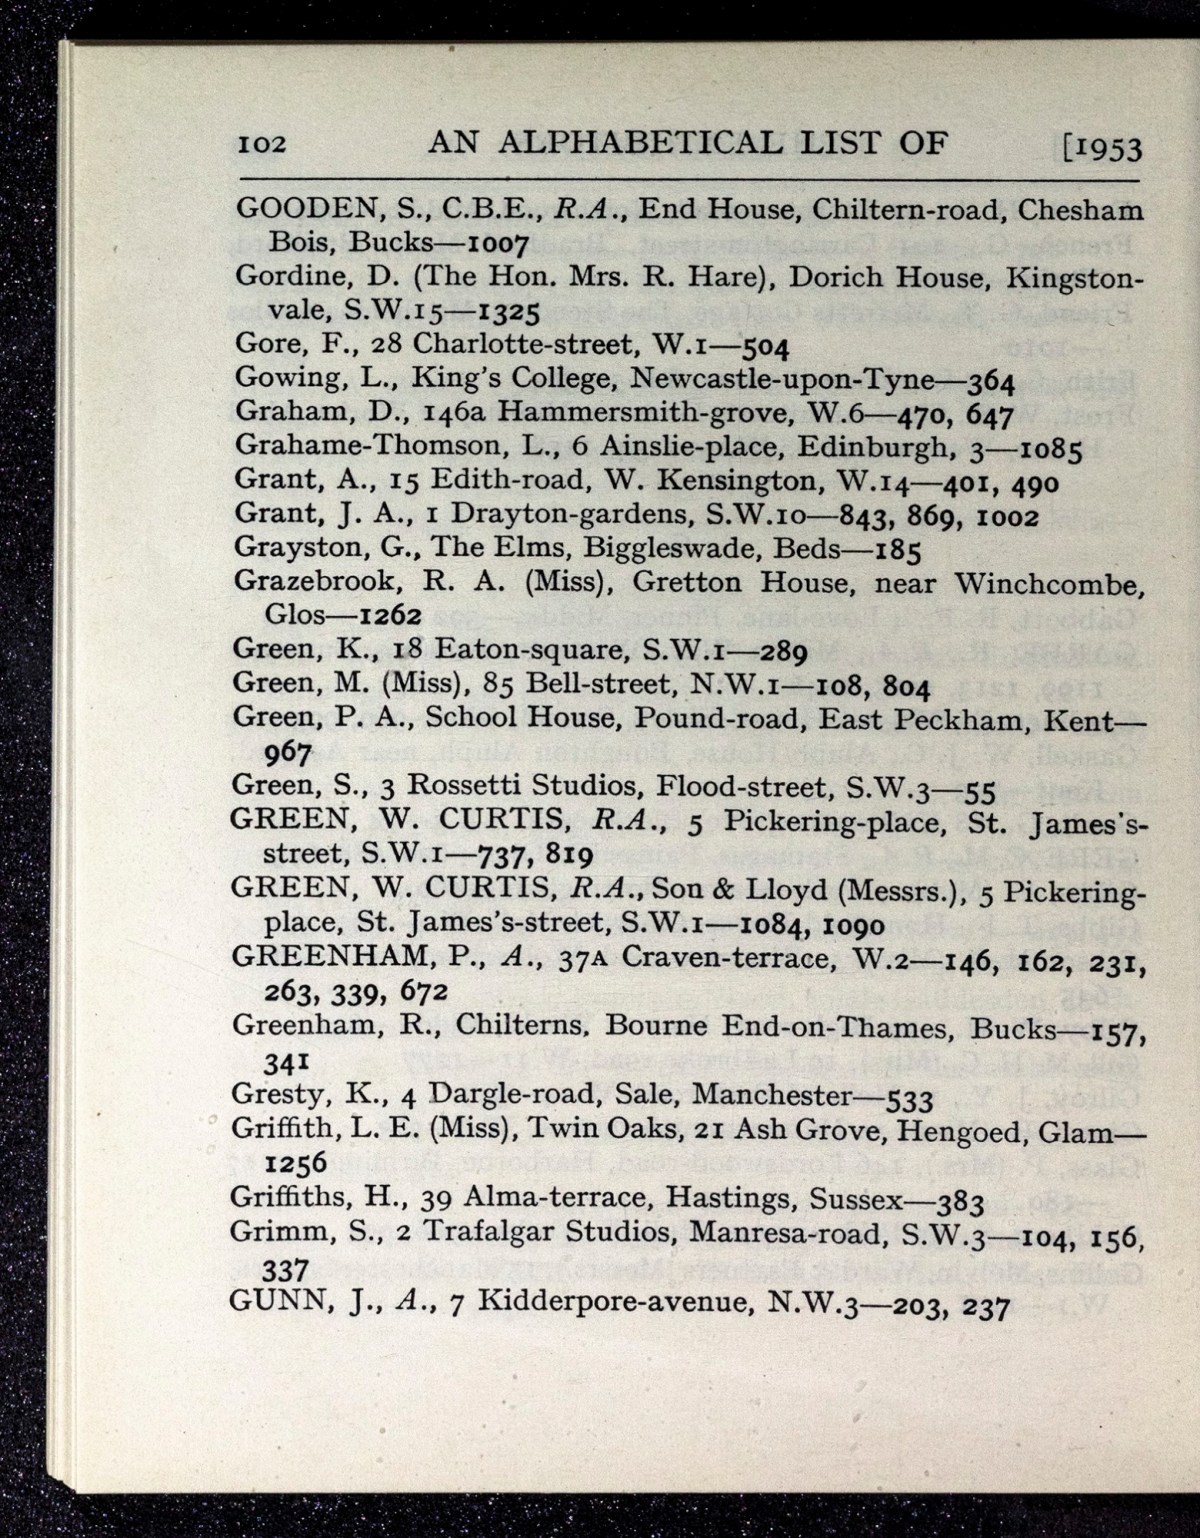 102 AN ALPHABETICAL LIST OF [1953
GOODEN, S., C.B.E., R.A., End House, Chiltern-road, Chesham
Bois, Bucks—1007
Gordine, D. (The Hon. Mrs. R. Hare), Dorich House, Kingston-
vale, S.W.15—1325
Gore, F., 28 Charlotte-street, W.1—504
Gowing, L., King's College, Newcastle-upon-Tyne—364
Graham, D., 146a Hammersmith-grove, W.6—470, 647
Grahame-Thomson, L., 6 Ainslie-place, Edinburgh, 3—1085
Grant, A., 15 Edith-road, W. Kensington, W.14—401, 490
Grant, J. A., 1 Drayton-gardens, S.W.10—843, 869, 1002
Grayston, G., The Elms, Biggleswade, Beds—185
Grazebrook, R. A. (Miss), Gretton House, near Winchcombe,
Glos—1262
Green, K., 18 Eaton-square, S.W.1—289
Green, M. (Miss), 85 Bell-street, N.W.1—108, 804
Green, P. A., School House, Pound-road, East Peckham, Kent—
967
Green, S., 3 Rossetti Studios, Flood-street, S.W.3—55
GREEN, W. CURTIS, R.A., 5 Pickering-place, St. James's-
street, S.W.1—737, 819
GREEN, W. CURTIS, R.A., Son & Lloyd (Messrs.), 5 Pickering-
place, St. James's-street, S.W.1—1084, 1090
GREENHAM, P., A., 37A Craven-terrace, W.2—146, 162, 231,
263, 339, 672
Greenham, R., Chilterns, Bourne End-on-Thames, Bucks—157,
341
Gresty, K., 4 Dargle-road, Sale, Manchester—533
Griffith, L. E. (Miss), Twin Oaks, 21 Ash Grove, Hengoed, Glam—
1256
Griffiths, H., 39 Alma-terrace, Hastings, Sussex—383
Grimm, S., 2 Trafalgar Studios, Manresa-road, S.W.3—104, 156,
337
GUNN, J., A., 7 Kidderpore-avenue, N.W.3—203, 237